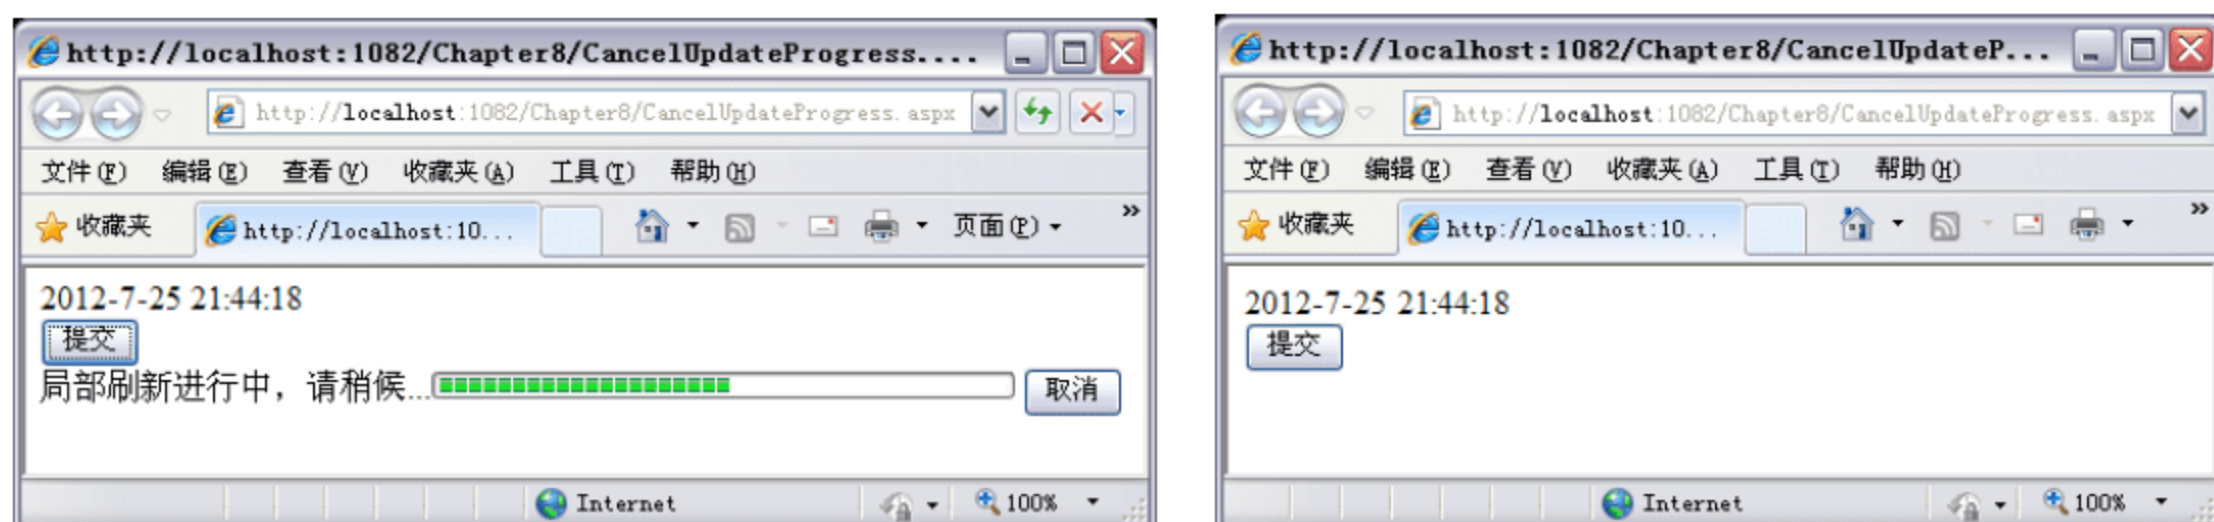 http://localhost:1082/Chapter8/CancelUpdateProgress....
http://localhost:1082/Chapter8/CancelUpdateProgress.aspx
文件(F) 编辑(E) 查看(V) 收藏夹(A) 工具(T) 帮助(H)
收藏夹 http://localhost:10... 页面(P) »
2012-7-25 21:44:18
提交
局部刷新进行中，请稍候... 取消
Internet 100%
http://localhost:1082/Chapter8/CancelUpdateP...
http://localhost:1082/Chapter8/CancelUpdateProgress.aspx
文件(F) 编辑(E) 查看(V) 收藏夹(A) 工具(T) 帮助(H)
收藏夹 http://localhost:10... »
2012-7-25 21:44:18
提交
Internet 100%